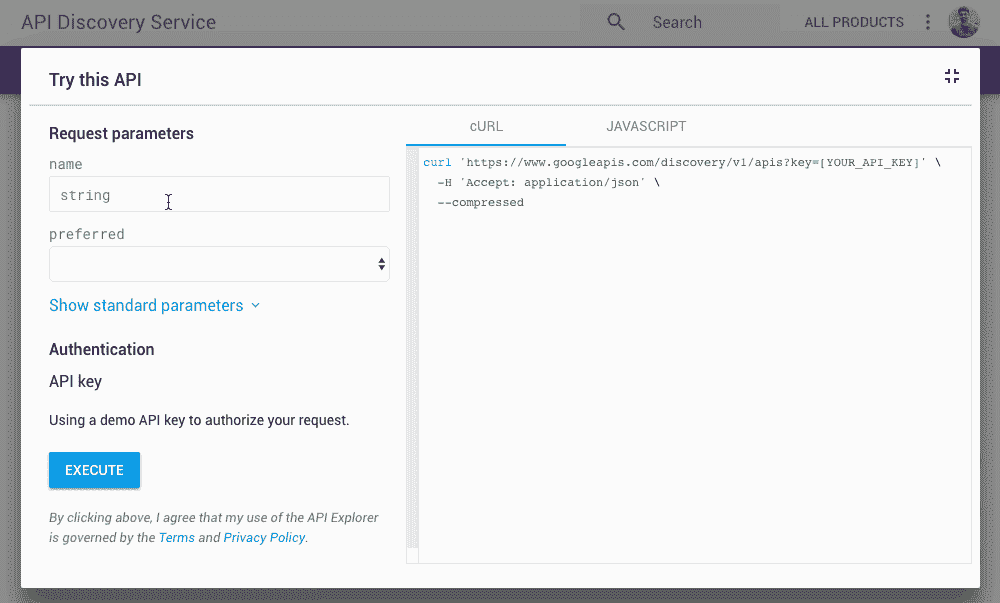 API Discovery Service
Search
ALL PRODUCTS
Try this API
Request parameters
name
string
preferred
Show standard parameters
Authentication
API key
Using a demo API key to authorize your request.
EXECUTE
By clicking above, I agree that my use of the API Explorer
is governed by the Terms and Privacy Policy.
cURL
JAVASCRIPT
curl 'https://www.googleapis.com/discovery/v1/apis?key=[YOUR_API_KEY]' \
-H 'Accept: application/json' \
--compressed